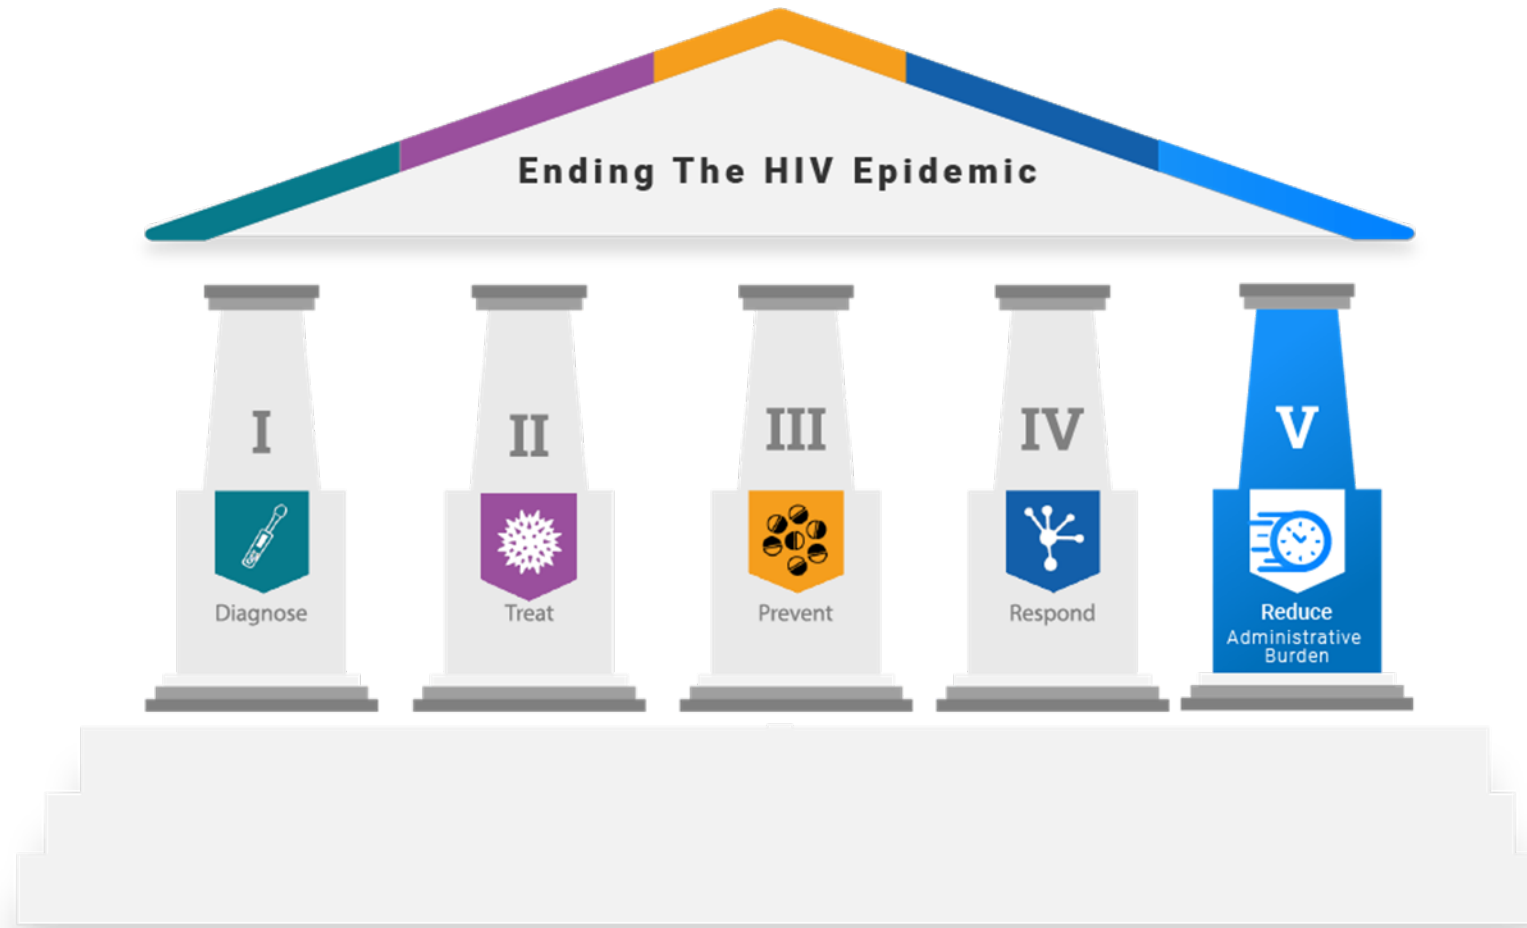 Ending The HIV Epidemic
I
II
III
IV
V
Diagnose
Treat
Prevent
Respond
Reduce
Administrative
Burden